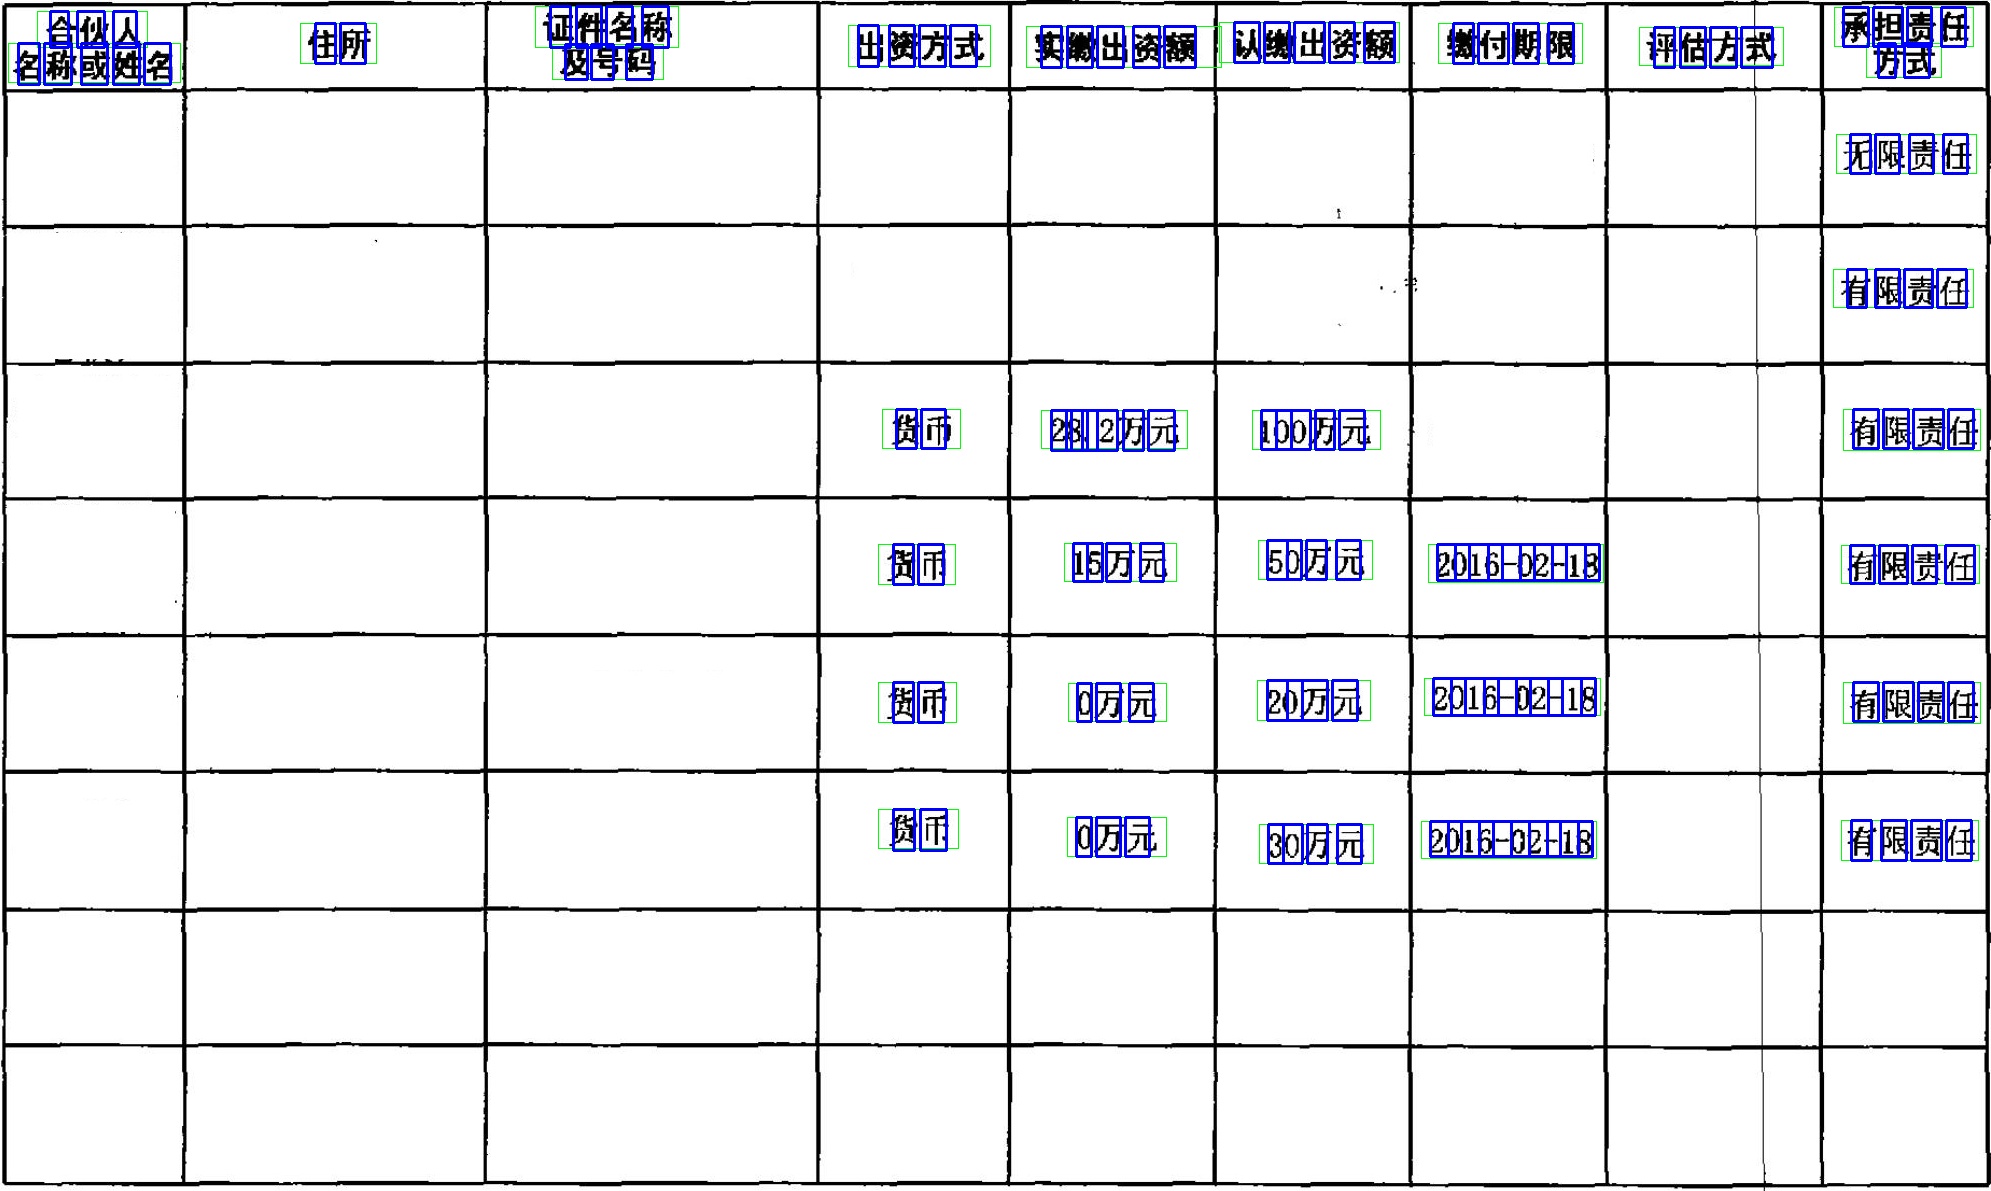 合伙人
名称或姓名
住所
证件名称
及号码
出资方式
实缴出资额
认缴出资额
缴付期限
评估方式
承担责任
方式
无限责任
有限责任
货币
28.2万元
100万元
有限责任
货币
15万元
50万元
2016-02-18
有限责任
货币
0万元
20万元
2016-02-18
有限责任
货币
0万元
30万元
2016-02-18
有限责任